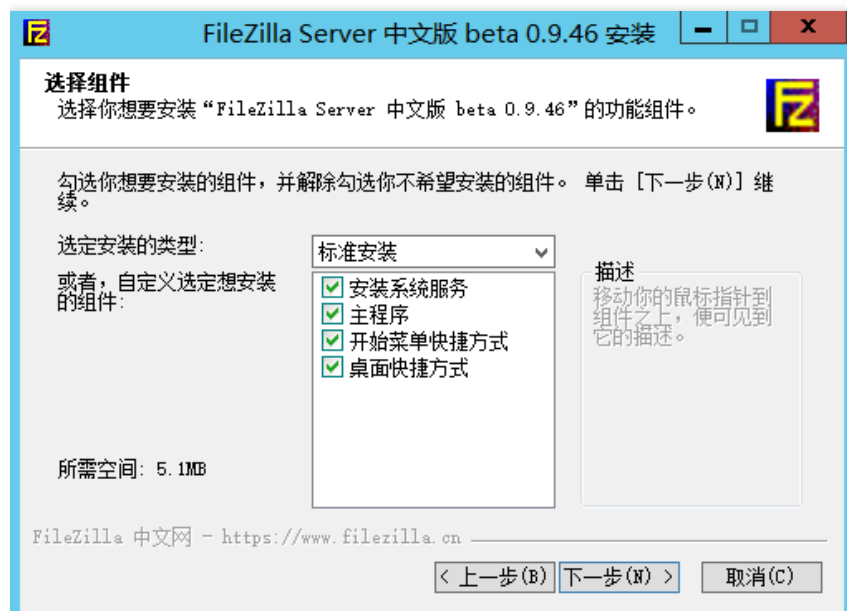 FileZilla Server 中文版 beta 0.9.46 安装
选择组件
选择你想要安装“FileZilla Server 中文版 beta 0.9.46”的功能组件。
勾选你想要安装的组件，并解除勾选你不希望安装的组件。 单击 [下一步(N)] 继
续。
选定安装的类型:
标准安装
或者，自定义选定想安装
的组件:
安装系统服务
主程序
开始菜单快捷方式
桌面快捷方式
描述
移动你的鼠标指针到
组件之上，便可见到
它的描述。
所需空间: 5.1MB
FileZilla 中文网 - https://www.filezilla.cn
< 上一步(B)
下一步(N) >
取消(C)